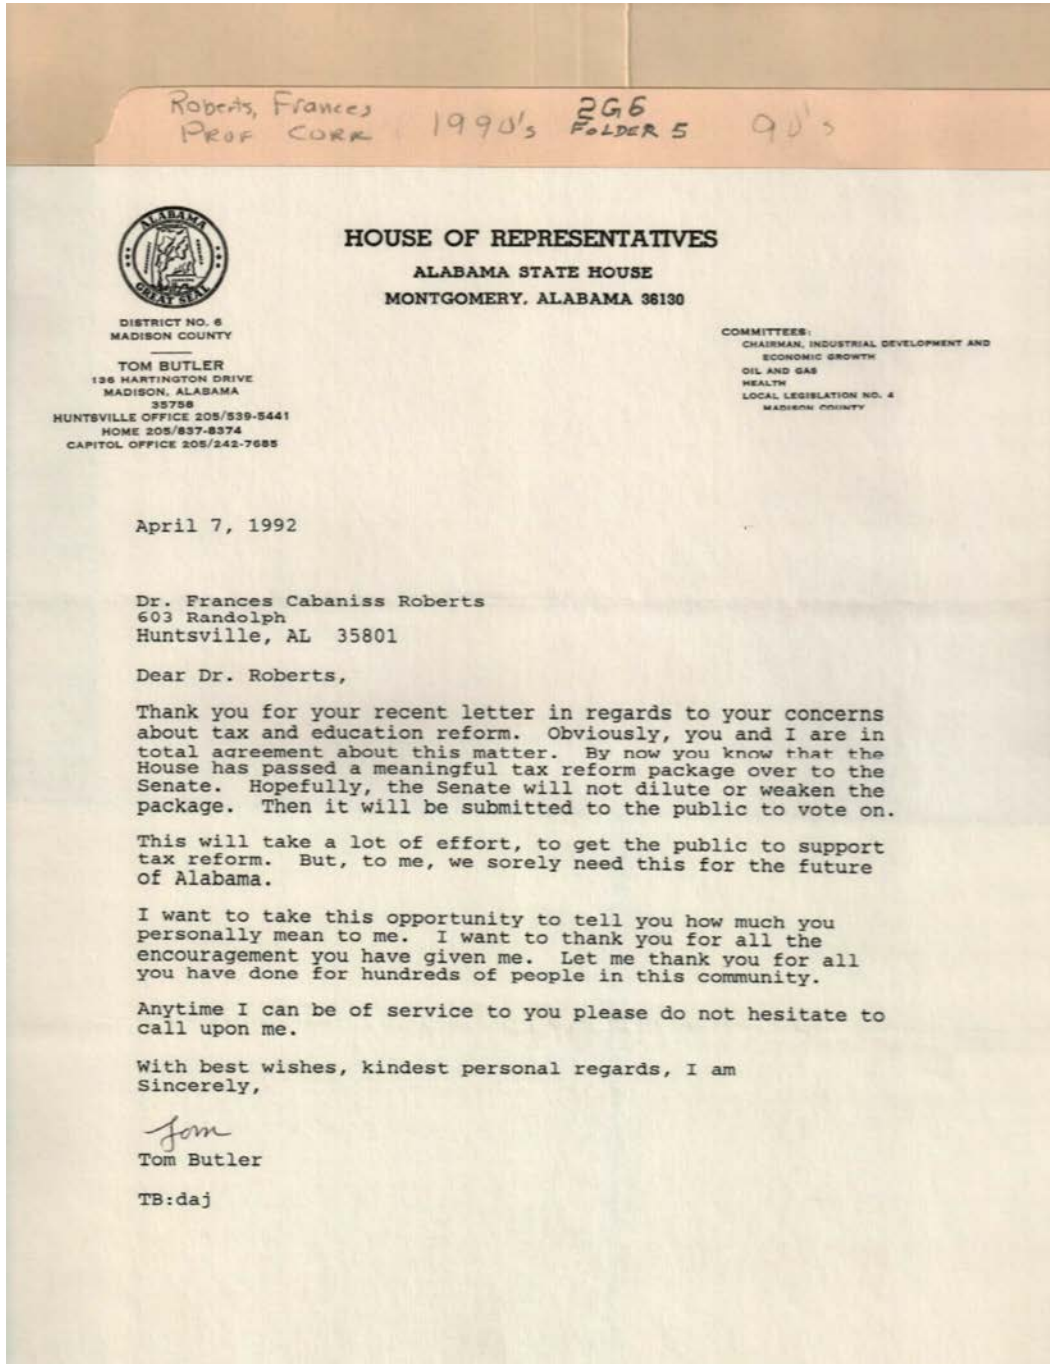 Roberts, Frances
PROF CORR
1990's
2G6
FOLDER 5
90's
ALABAMA
GREAT SEAL
HOUSE OF REPRESENTATIVES
ALABAMA STATE HOUSE
MONTGOMERY, ALABAMA 36130
DISTRICT NO. 6
MADISON COUNTY
TOM BUTLER
136 HARTINGTON DRIVE
MADISON, ALABAMA
35758
HUNTSVILLE OFFICE 205/539-5441
HOME 205/837-8374
CAPITOL OFFICE 205/242-7685
COMMITTEES:
CHAIRMAN, INDUSTRIAL DEVELOPMENT AND
ECONOMIC GROWTH
OIL AND GAS
HEALTH
LOCAL LEGISLATION NO. 4
MADISON COUNTY
April 7, 1992
Dr. Frances Cabaniss Roberts
603 Randolph
Huntsville, AL 35801
Dear Dr. Roberts,
Thank you for your recent letter in regards to your concerns
about tax and education reform. Obviously, you and I are in
total agreement about this matter. By now you know that the
House has passed a meaningful tax reform package over to the
Senate. Hopefully, the Senate will not dilute or weaken the
package. Then it will be submitted to the public to vote on.
This will take a lot of effort, to get the public to support
tax reform. But, to me, we sorely need this for the future
of Alabama.
I want to take this opportunity to tell you how much you
personally mean to me. I want to thank you for all the
encouragement you have given me. Let me thank you for all
you have done for hundreds of people in this community.
Anytime I can be of service to you please do not hesitate to
call upon me.
With best wishes, kindest personal regards, I am
Sincerely,
Tom
Tom Butler
TB:daj